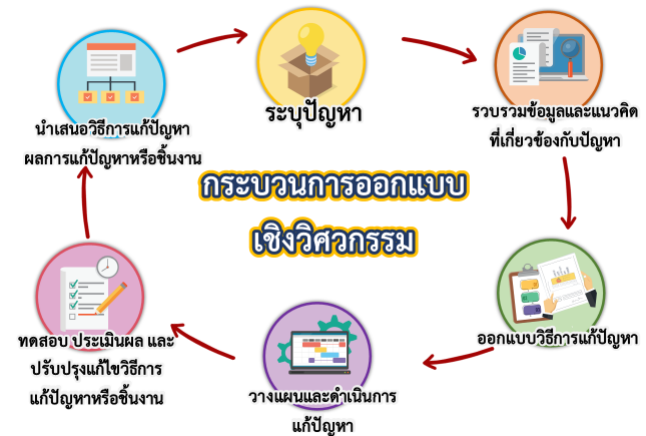 ระบุปัญหา
รวบรวมข้อมูลและแนวคิด
ที่เกี่ยวข้องกับปัญหา
ออกแบบวิธีการแก้ปัญหา
วางแผนและดำเนินการ
แก้ปัญหา
ทดสอบ ประเมินผล และ
ปรับปรุงแก้ไขวิธีการ
แก้ปัญหาหรือชิ้นงาน
นำเสนอวิธีการแก้ปัญหา
ผลการแก้ปัญหาหรือชิ้นงาน
กระบวนการออกแบบ
เชิงวิศวกรรม